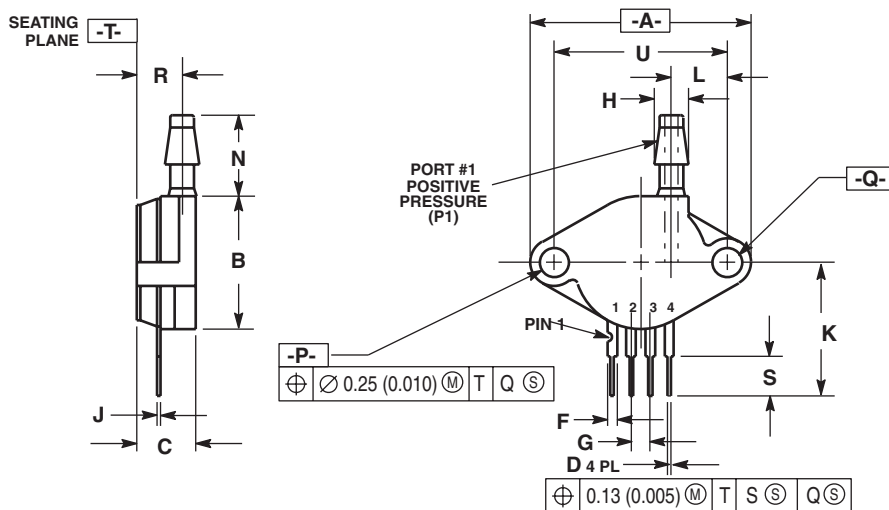 SEATING
PLANE
-T-
R
N
B
J
C
-A-
U
L
H
PORT #1
POSITIVE
PRESSURE
(P1)
-Q-
1 2 3 4
PIN 1
K
S
-P-
⌖ ∅ 0.25 (0.010) Ⓜ T Q Ⓢ
F
G
D 4 PL
⌖ 0.13 (0.005) Ⓜ T S Ⓢ Q Ⓢ